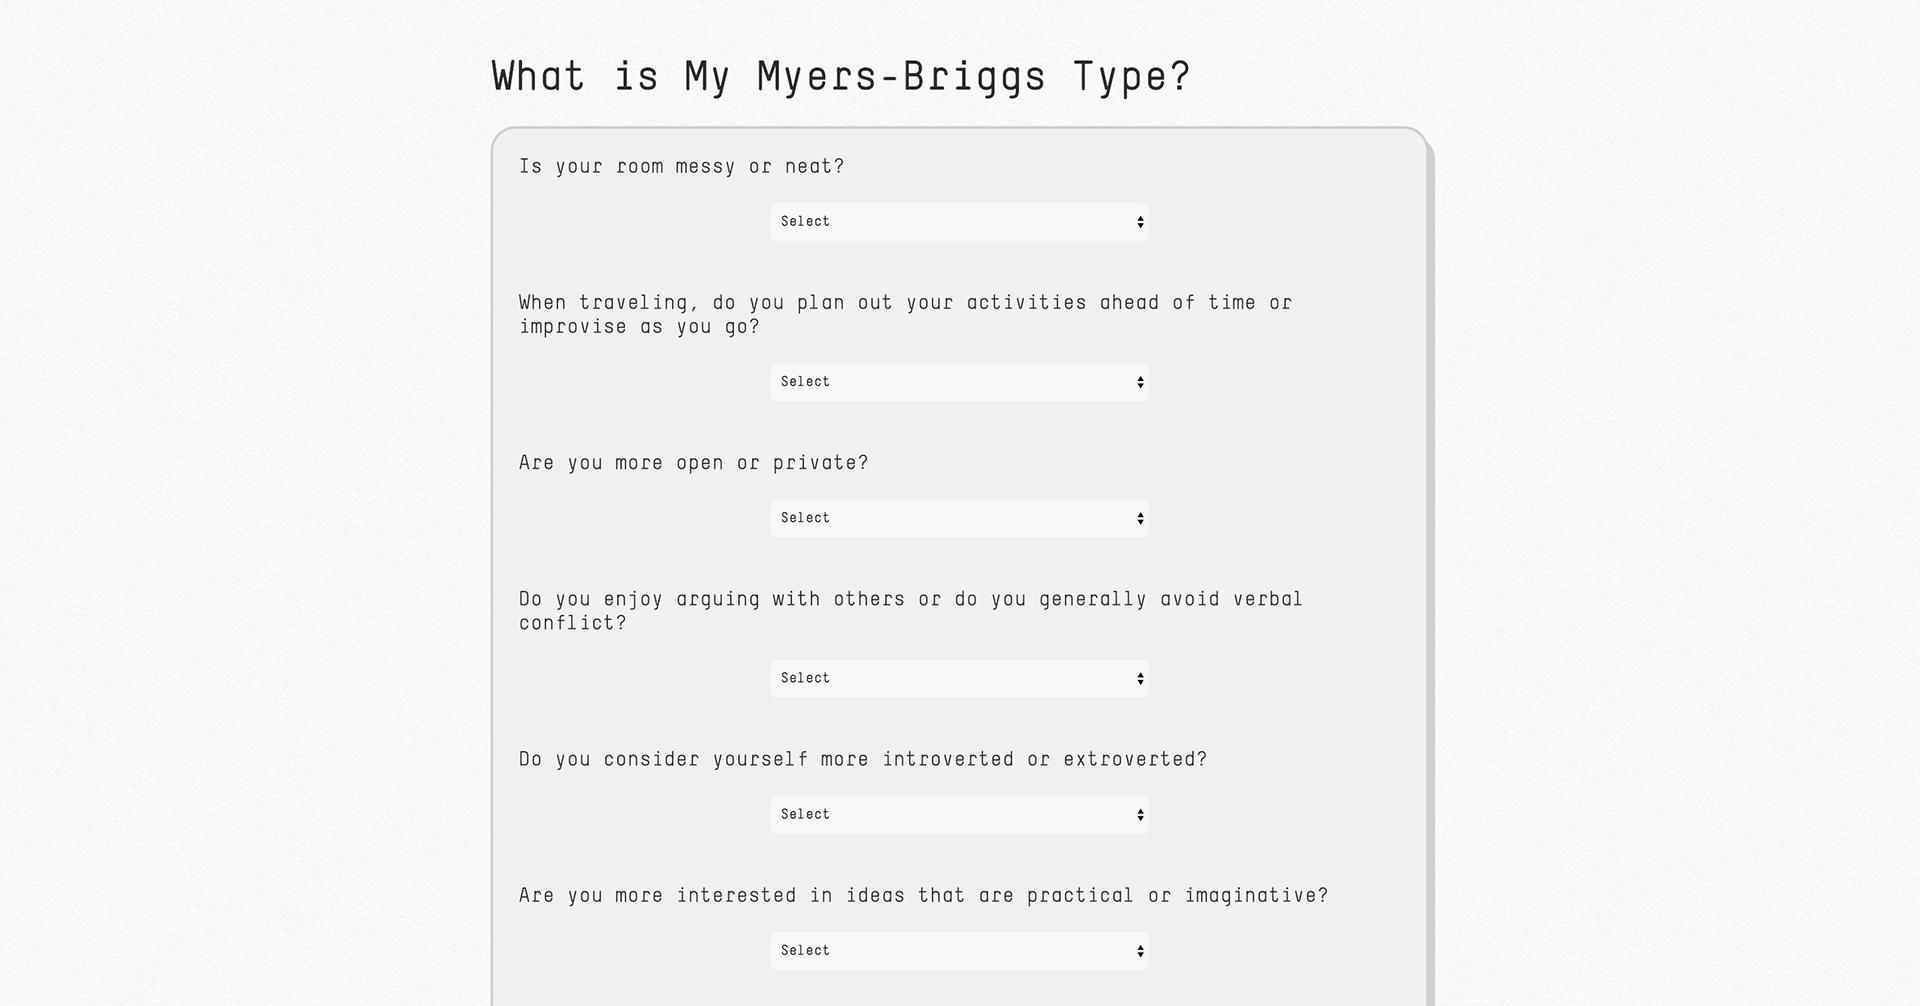 What is My Myers-Briggs Type?
Is your room messy or neat?
Select
When traveling, do you plan out your activities ahead of time or
improvise as you go?
Select
Are you more open or private?
Select
Do you enjoy arguing with others or do you generally avoid verbal
conflict?
Select
Do you consider yourself more introverted or extroverted?
Select
Are you more interested in ideas that are practical or imaginative?
Select